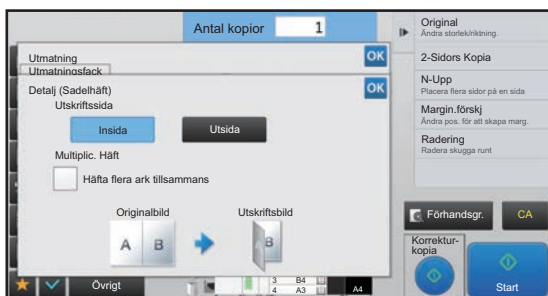 Antal kopior 1
Utmatning OK
Utmatningsfack
Detalj (Sadelhäft) OK
Utskriftssida
Insida Utsida
Multiplic. Häft
Häfta flera ark tillsammans
Originalbild Utskriftsbild
A B B
Övrigt
3 B4
4 A3
A4
Original
Ändra storlek/riktning.
2-Sidors Kopia
N-Upp
Placera flera sidor på en sida
Margin.förskj
Ändra pos. för att skapa marg.
Radering
Radera skugga runt
Förhandsgr. CA
Korrektur-
kopia
Start